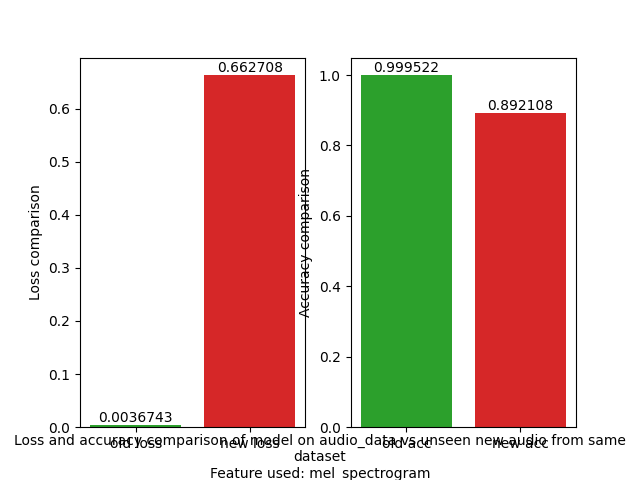 0.662708
0.999522
0.892108
0.0036743
Loss comparison
0.0
0.1
0.2
0.3
0.4
0.5
0.6
Accuracy comparison
0.0
0.2
0.4
0.6
0.8
1.0
old loss
new loss
old acc
new acc
Loss and accuracy comparison of model on audio_data vs unseen new audio from same
dataset
Feature used: mel_spectrogram